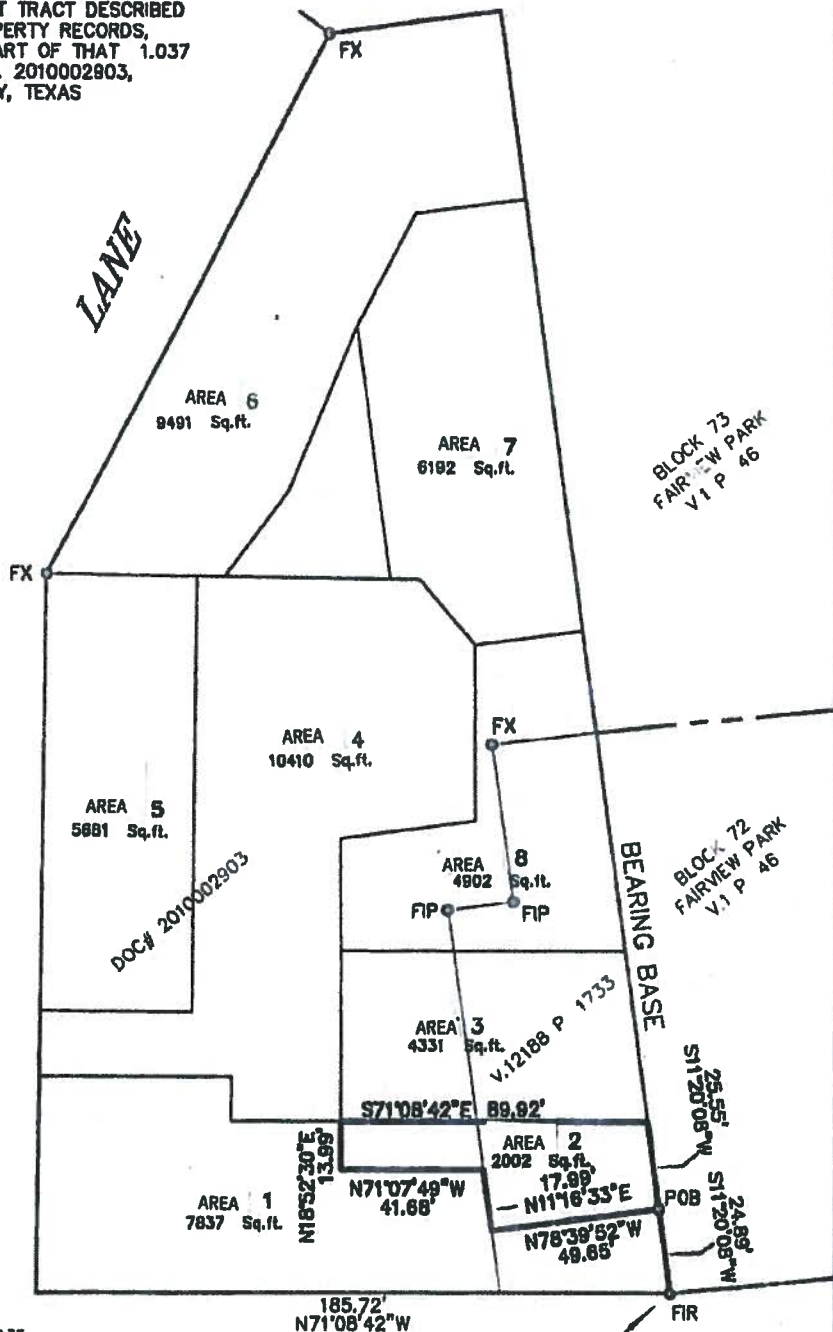 T TRACT DESCRIBED
PERTY RECORDS,
ART OF THAT 1.037
. 2010002903,
Y, TEXAS
FX
LANE
AREA 6
9491 Sq.ft.
AREA 7
6192 Sq.ft.
BLOCK 73
FAIRVIEW PARK
V1 P 46
FX
AREA 4
10410 Sq.ft.
FX
AREA 5
5681 Sq.ft.
DOC# 2010002903
AREA 8
4902 Sq.ft.
FIP
FIP
BEARING BASE
BLOCK 72
FAIRVIEW PARK
V.1 P 46
AREA 3
4331 Sq.ft.
V.12188 P 1733
S71°08'42"E 89.92'
25.55'
S11°20'08"W
AREA 2
2002 Sq.ft.
17.99'
N11°16'33"E
N18°52'30"E
13.99'
N71°07'49"W
41.68'
AREA 1
7837 Sq.ft.
POB
N78°39'52"W
49.65'
24.89'
S11°20'08"W
185.72'
N71°08'42"W
FIR